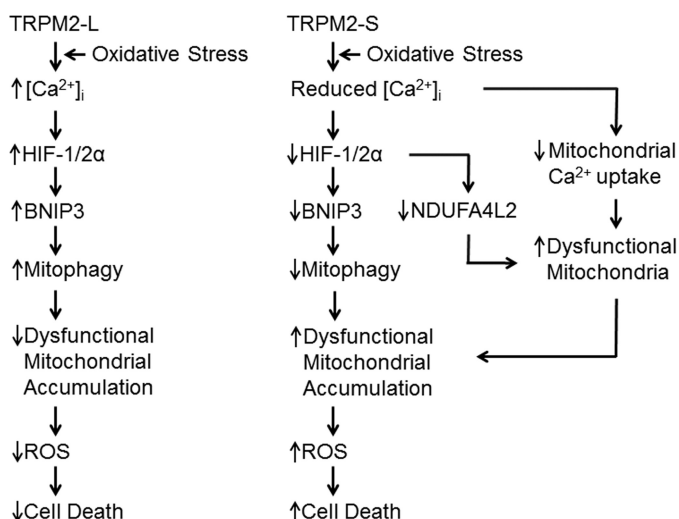 TRPM2-L
Oxidative Stress
↑[Ca²⁺]ᵢ
↑HIF-1/2α
↑BNIP3
↑Mitophagy
↓Dysfunctional
Mitochondrial
Accumulation
↓ROS
↓Cell Death
TRPM2-S
Oxidative Stress
Reduced [Ca²⁺]ᵢ
↓HIF-1/2α
↓BNIP3
↓Mitophagy
↑Dysfunctional
Mitochondrial
Accumulation
↑ROS
↑Cell Death
↓NDUFA4L2
↓Mitochondrial
Ca²⁺ uptake
↑Dysfunctional
Mitochondria